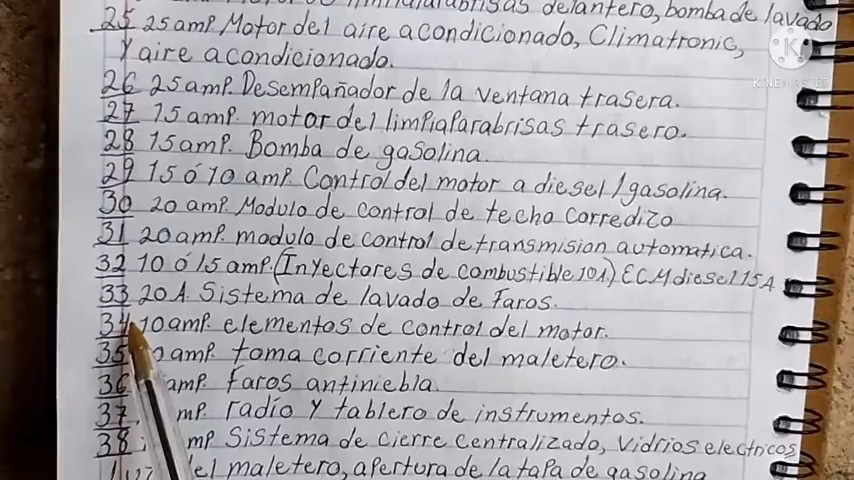 delantero, bomba de lavado
25 25 amp. Motor del aire acondicionado, Climatronic,
y aire acondicionado.
26 25 amp. Desempañador de la ventana trasera.
27 15 amp. motor del limpiaparabrisas trasero.
28 15 amp. Bomba de gasolina.
29 15 ó 10 amp. Control del motor a diesel/gasolina.
30 20 amp. Modulo de control de techo corredizo
31 20 amp. modulo de control de transmision automatica.
32 10 ó 15 amp. (Inyectores de combustible 10A) ECM diesel 15A
33 20 A. Sistema de lavado de Faros.
34 10 amp. elementos de control del motor.
35 amp. toma corriente del maletero.
36 amp. faros antiniebla.
37 mp. radio y tablero de instrumentos.
38 mp Sistema de cierre centralizado, vidrios electricos
del maletero, apertura de la tapa de gasolina
KINEMASTER